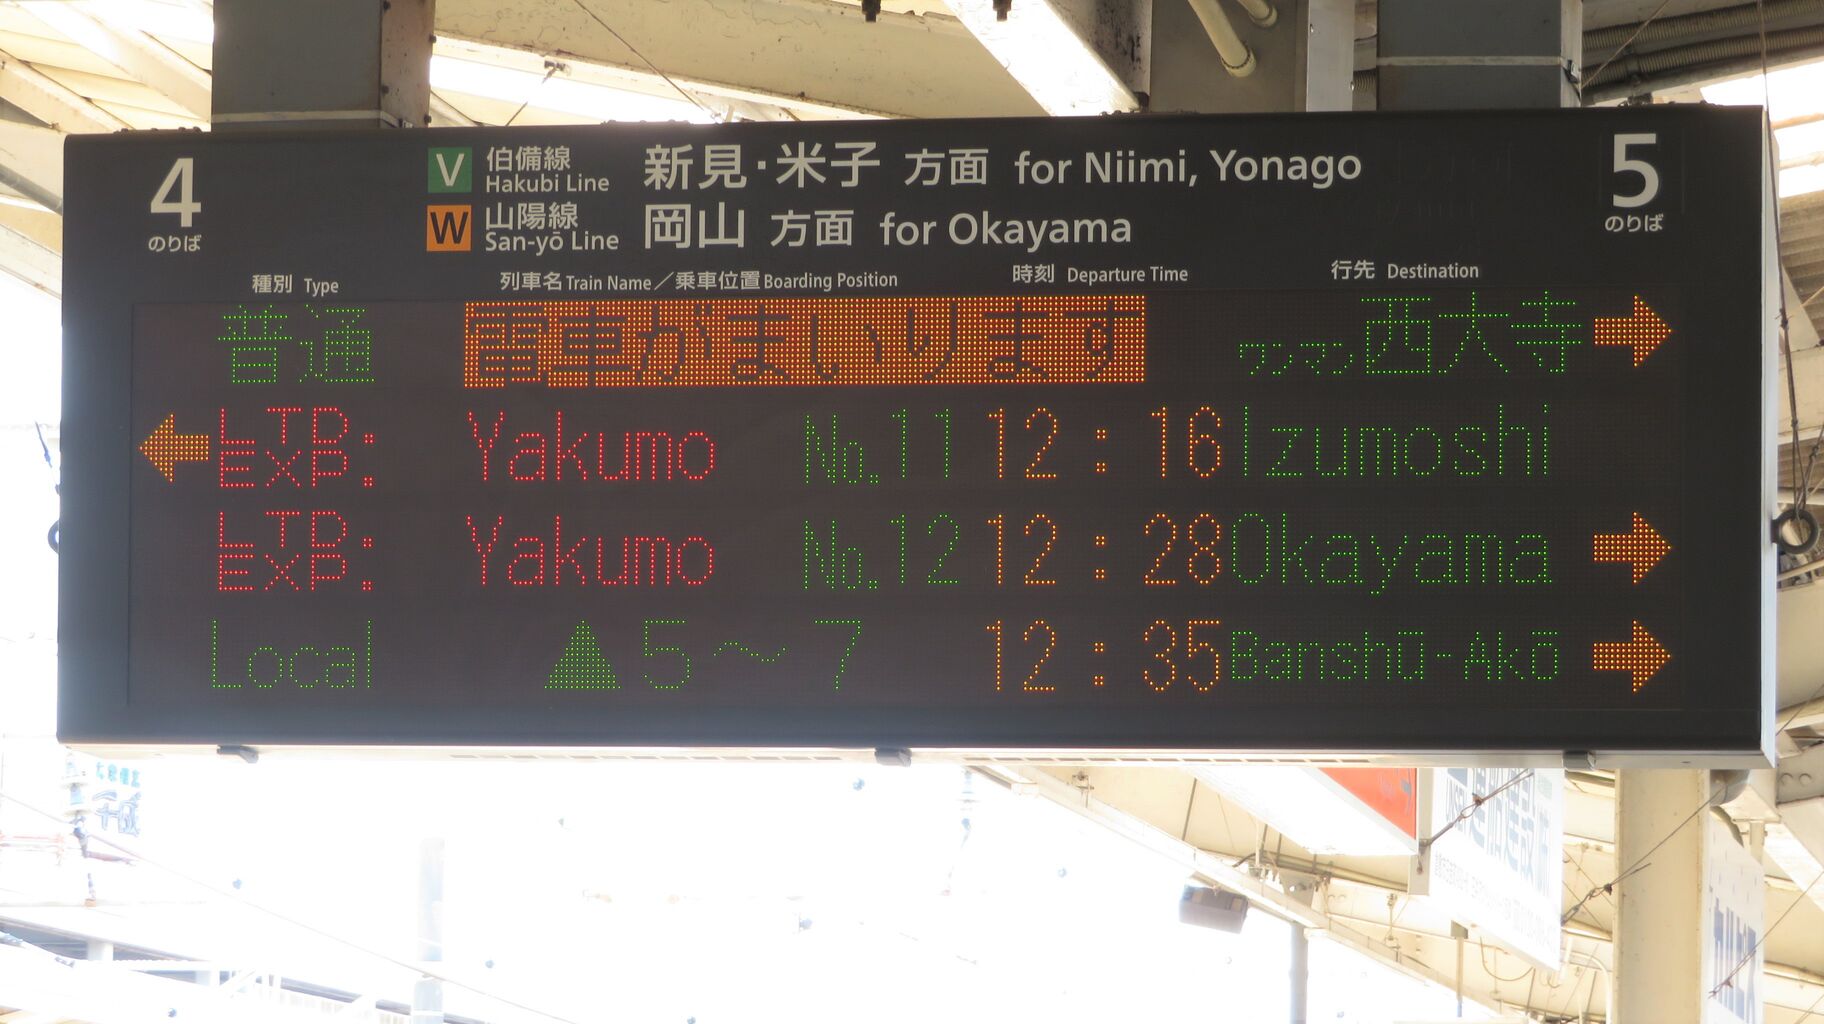 4 のりば
V 伯備線 Hakubi Line 新見・米子 方面 for Niimi, Yonago
W 山陽線 San-yō Line 岡山 方面 for Okayama
5 のりば
種別 Type 列車名 Train Name／乗車位置 Boarding Position 時刻 Departure Time 行先 Destination
普通 電車がまいります ワンマン 西大寺 →
← LTD. EXP. Yakumo No.11 12:16 Izumoshi
LTD. EXP. Yakumo No.12 12:28 Okayama →
Local ▲5～7 12:35 Banshū-Akō →